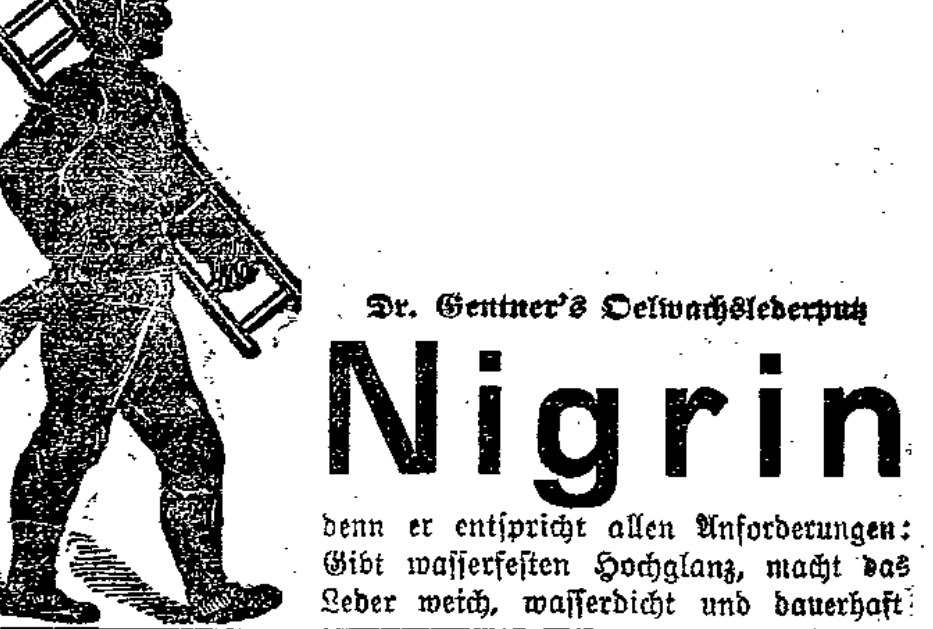 Dr. Gentner's Oelwachslederputz
Nigrin
denn er entspricht allen Anforderungen:
Gibt wasserfesten Hochglanz, macht das
Leder weich, wasserdicht und dauerhaft